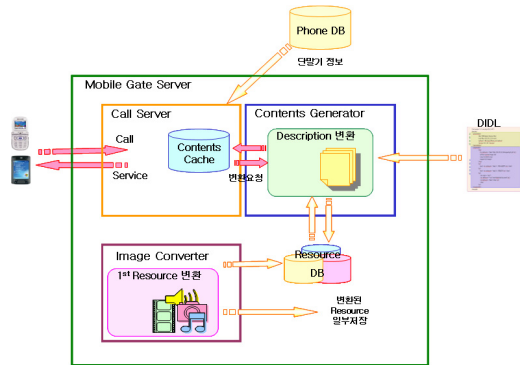 Phone DB
단말기 정보
Mobile Gate Server
Call Server
Contents Generator
DIDL
Call
Service
Contents
Cache
Description 변환
변환요청
Image Converter
1st Resource 변환
Resource
DB
변환된
Resource
일부저장